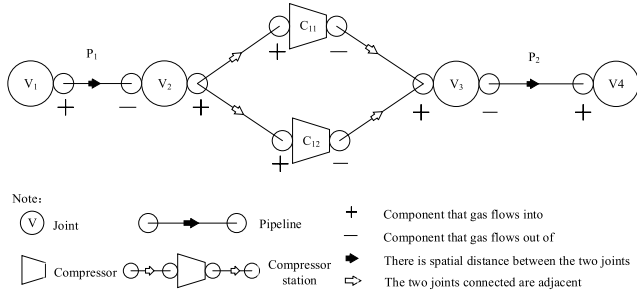 C₁₁
P₁
P₂
+ −
V₁ V₂ V₃ V4
+ − + + − +
C₁₂
+ −
Note:
V Joint
Pipeline
+ Component that gas flows into
— Component that gas flows out of
Compressor
Compressor station
There is spatial distance between the two joints
The two joints connected are adjacent